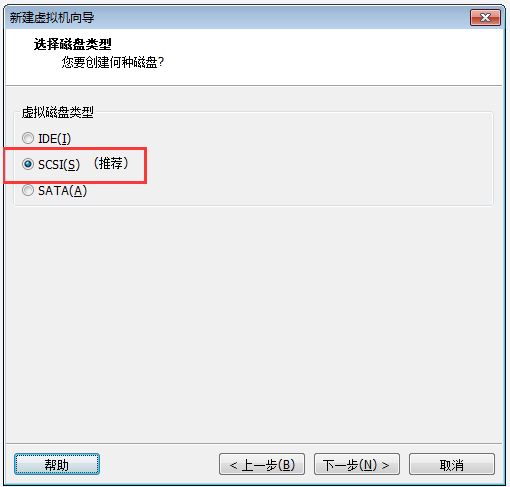 新建虚拟机向导
选择磁盘类型
您要创建何种磁盘?
虚拟磁盘类型
IDE(I)
SCSI(S) （推荐）
SATA(A)
帮助
< 上一步(B)
下一步(N) >
取消